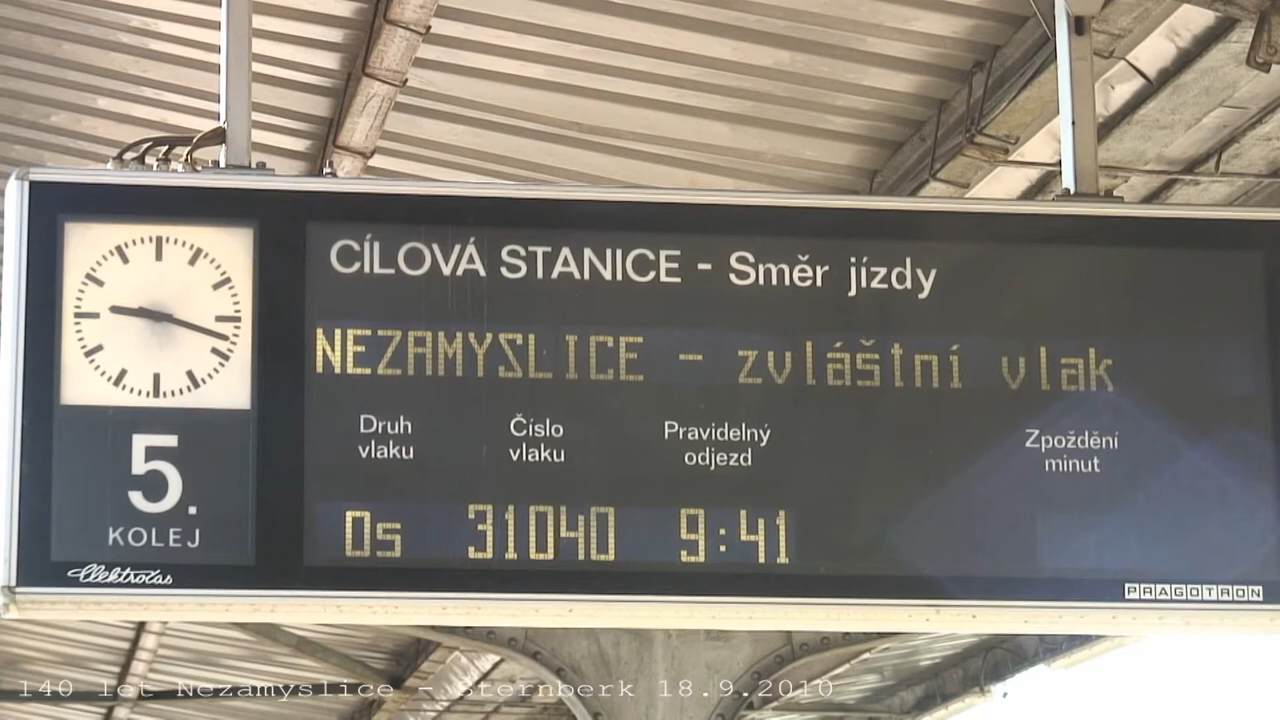 CÍLOVÁ STANICE - Směr jízdy
NEZAMYSLICE - zvláštní vlak
Druh vlaku
Číslo vlaku
Pravidelný odjezd
Zpoždění minut
Os 31040 9:41
5.
KOLEJ
Elektročas
PRAGOTRON
140 let Nezamyslice - Šternberk 18.9.2010